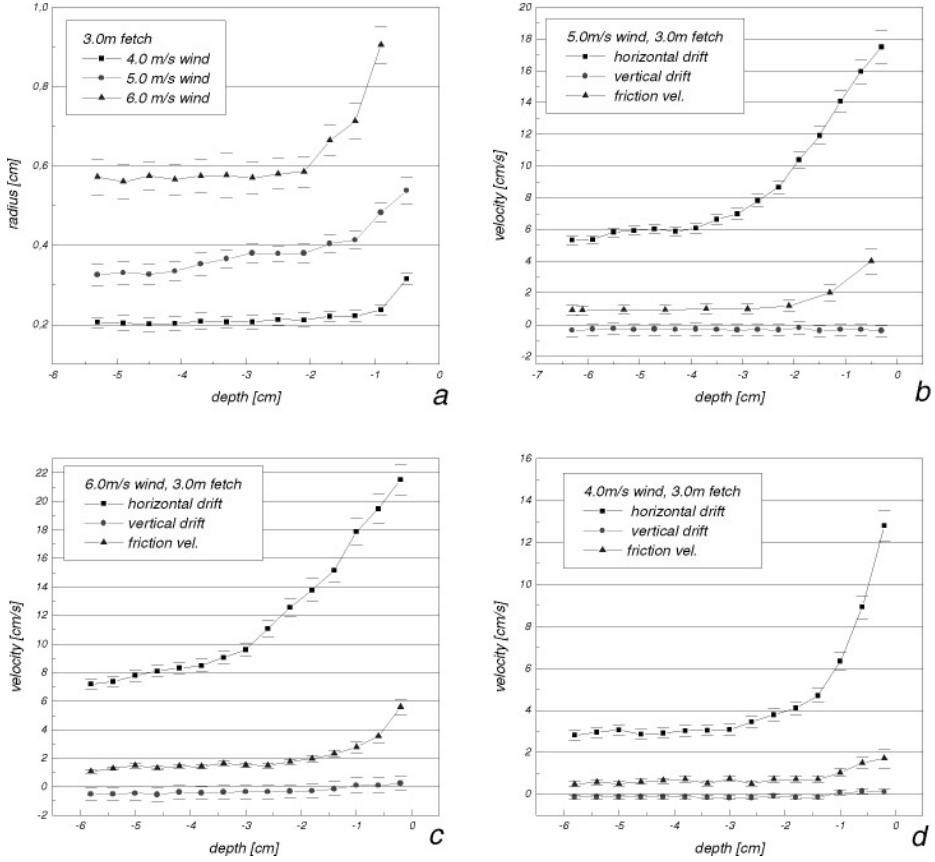 1,0
0,8
0,6
0,4
0,2
radius [cm]
3.0m fetch
4.0 m/s wind
5.0 m/s wind
6.0 m/s wind
-6 -5 -4 -3 -2 -1 0
depth [cm]
a
20
18
16
14
12
10
8
6
4
2
0
-2
velocity [cm/s]
5.0m/s wind, 3.0m fetch
horizontal drift
vertical drift
friction vel.
-7 -6 -5 -4 -3 -2 -1 0
depth [cm]
b
22
20
18
16
14
12
10
8
6
4
2
0
-2
velocity [cm/s]
6.0m/s wind, 3.0m fetch
horizontal drift
vertical drift
friction vel.
-6 -5 -4 -3 -2 -1 0
depth [cm]
c
16
14
12
10
8
6
4
2
0
velocity [cm/s]
4.0m/s wind, 3.0m fetch
horizontal drift
vertical drift
friction vel.
-6 -5 -4 -3 -2 -1 0
depth [cm]
d